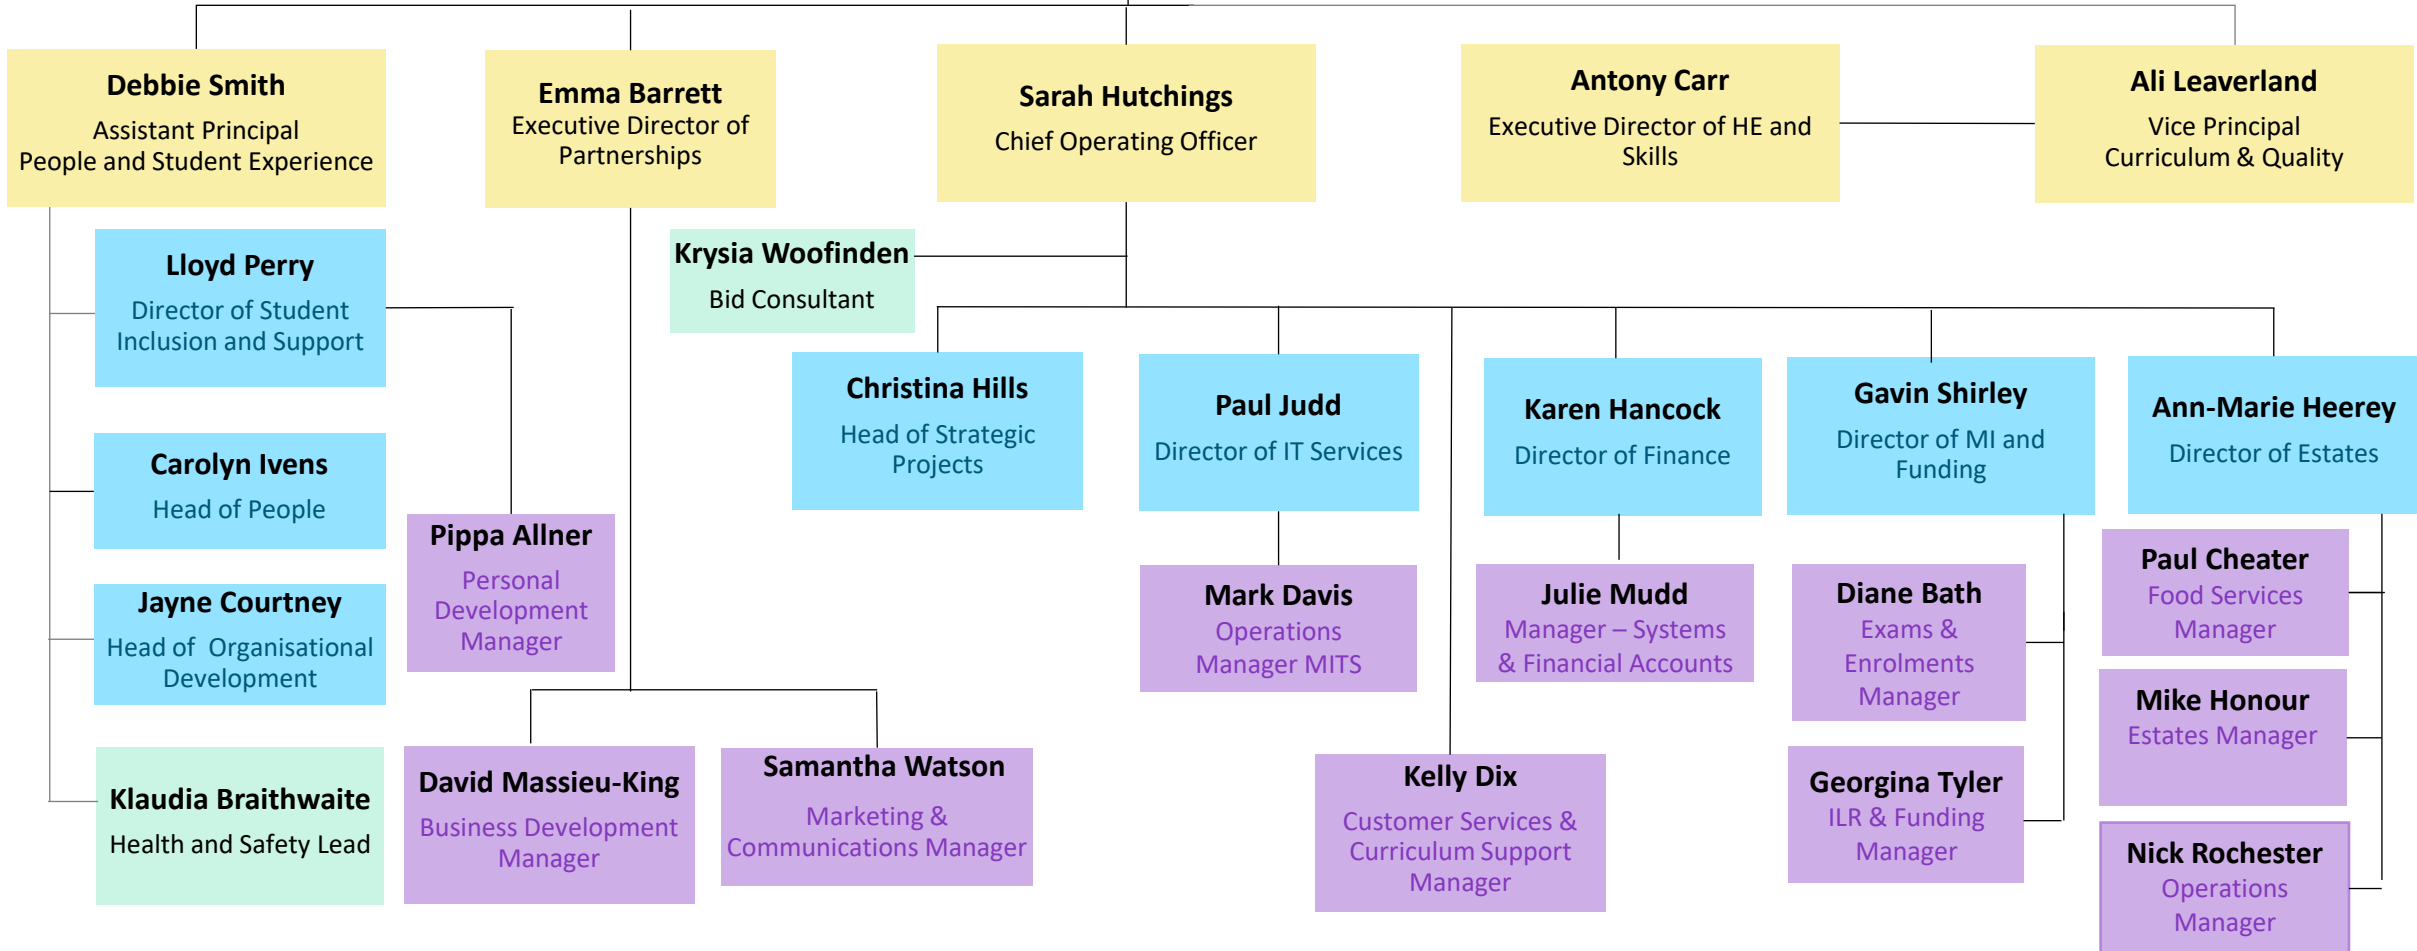 Debbie Smith
Assistant Principal
People and Student Experience
Emma Barrett
Executive Director of
Partnerships
Sarah Hutchings
Chief Operating Officer
Antony Carr
Executive Director of HE and
Skills
Ali Leaverland
Vice Principal
Curriculum & Quality
Lloyd Perry
Director of Student
Inclusion and Support
Krysia Woofinden
Bid Consultant
Carolyn Ivens
Head of People
Jayne Courtney
Head of Organisational
Development
Klaudia Braithwaite
Health and Safety Lead
Pippa Allner
Personal
Development
Manager
David Massieu-King
Business Development
Manager
Samantha Watson
Marketing &
Communications Manager
Christina Hills
Head of Strategic
Projects
Paul Judd
Director of IT Services
Karen Hancock
Director of Finance
Gavin Shirley
Director of MI and
Funding
Ann-Marie Heerey
Director of Estates
Mark Davis
Operations
Manager MITS
Kelly Dix
Customer Services &
Curriculum Support
Manager
Julie Mudd
Manager – Systems
& Financial Accounts
Diane Bath
Exams &
Enrolments
Manager
Georgina Tyler
ILR & Funding
Manager
Paul Cheater
Food Services
Manager
Mike Honour
Estates Manager
Nick Rochester
Operations
Manager